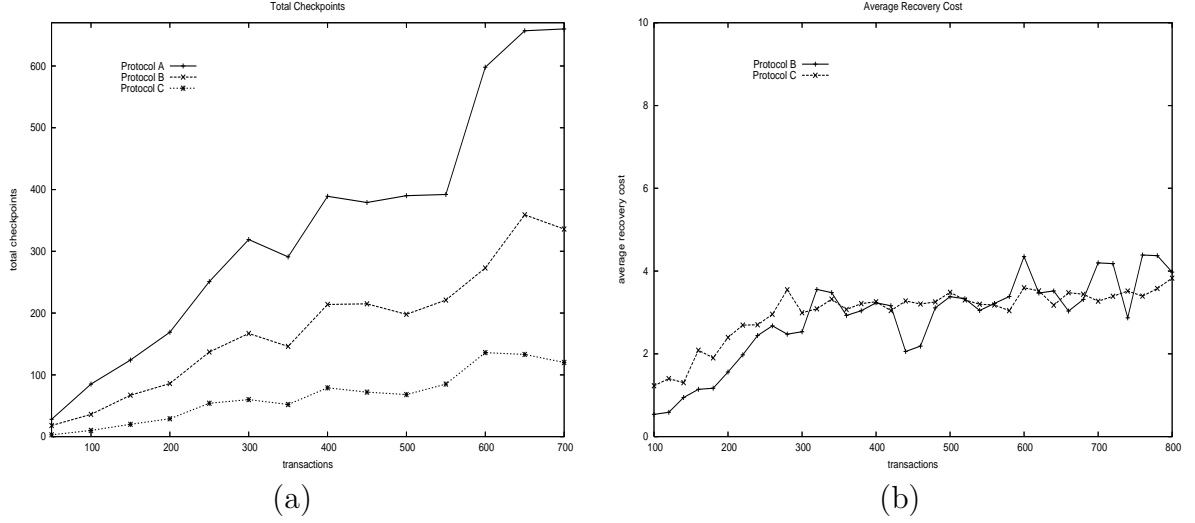 Total Checkpoints
600
500
400
300
200
100
0
total checkpoints
Protocol A
Protocol B
Protocol C
100 200 300 400 500 600 700
transactions
(a)
Average Recovery Cost
10
8
6
4
2
0
average recovery cost
Protocol B
Protocol C
100 200 300 400 500 600 700 800
transactions
(b)